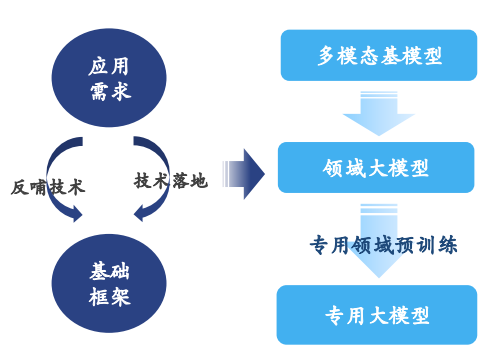 应用
需求
反哺技术
技术落地
基础
框架
多模态基模型
领域大模型
专用领域预训练
专用大模型